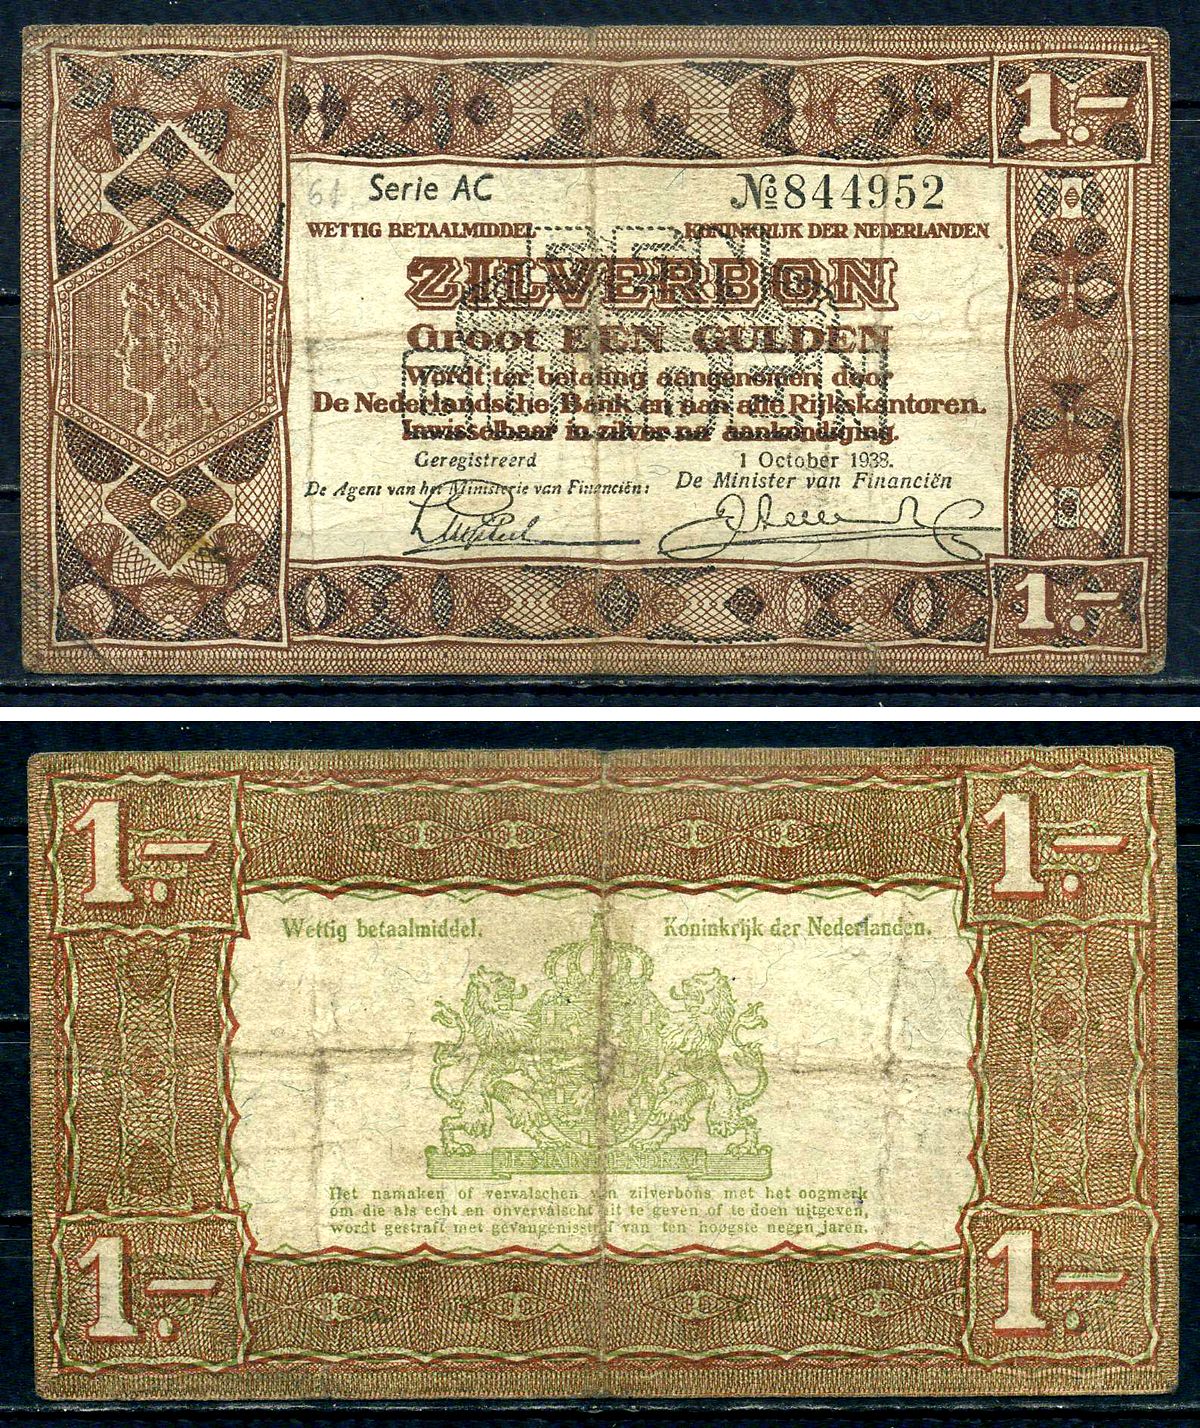 1.–
61.
Serie AC № 844952
WETTIG BETAALMIDDEL KONINKRIJK DER NEDERLANDEN
ZILVERBON
Groot EEN GULDEN
Wordt ter betaling aangenomen door
De Nederlandsche Bank en aan alle Rijkskantoren.
Inwisselbaar in zilver na aankondiging.
Geregistreerd 1 October 1938.
De Agent van het Ministerie van Financiën: De Minister van Financiën
1.–
1.– 1.–
Wettig betaalmiddel. Koninkrijk der Nederlanden.
Het namaken of vervalschen van zilverbons met het oogmerk
om die als echt en onvervalscht uit te geven of te doen uitgeven,
wordt gestraft met gevangenisstraf van ten hoogste negen jaren.
1.– 1.–